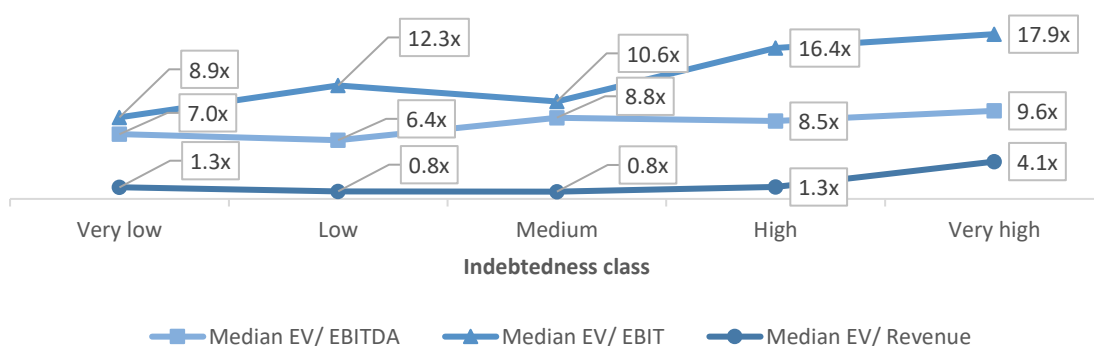 17.9x
16.4x
12.3x
10.6x
8.9x
8.8x
7.0x
9.6x
8.5x
6.4x
1.3x
0.8x
0.8x
4.1x
1.3x
Very low Low Medium High Very high
Indebtedness class
Median EV/ EBITDA Median EV/ EBIT Median EV/ Revenue